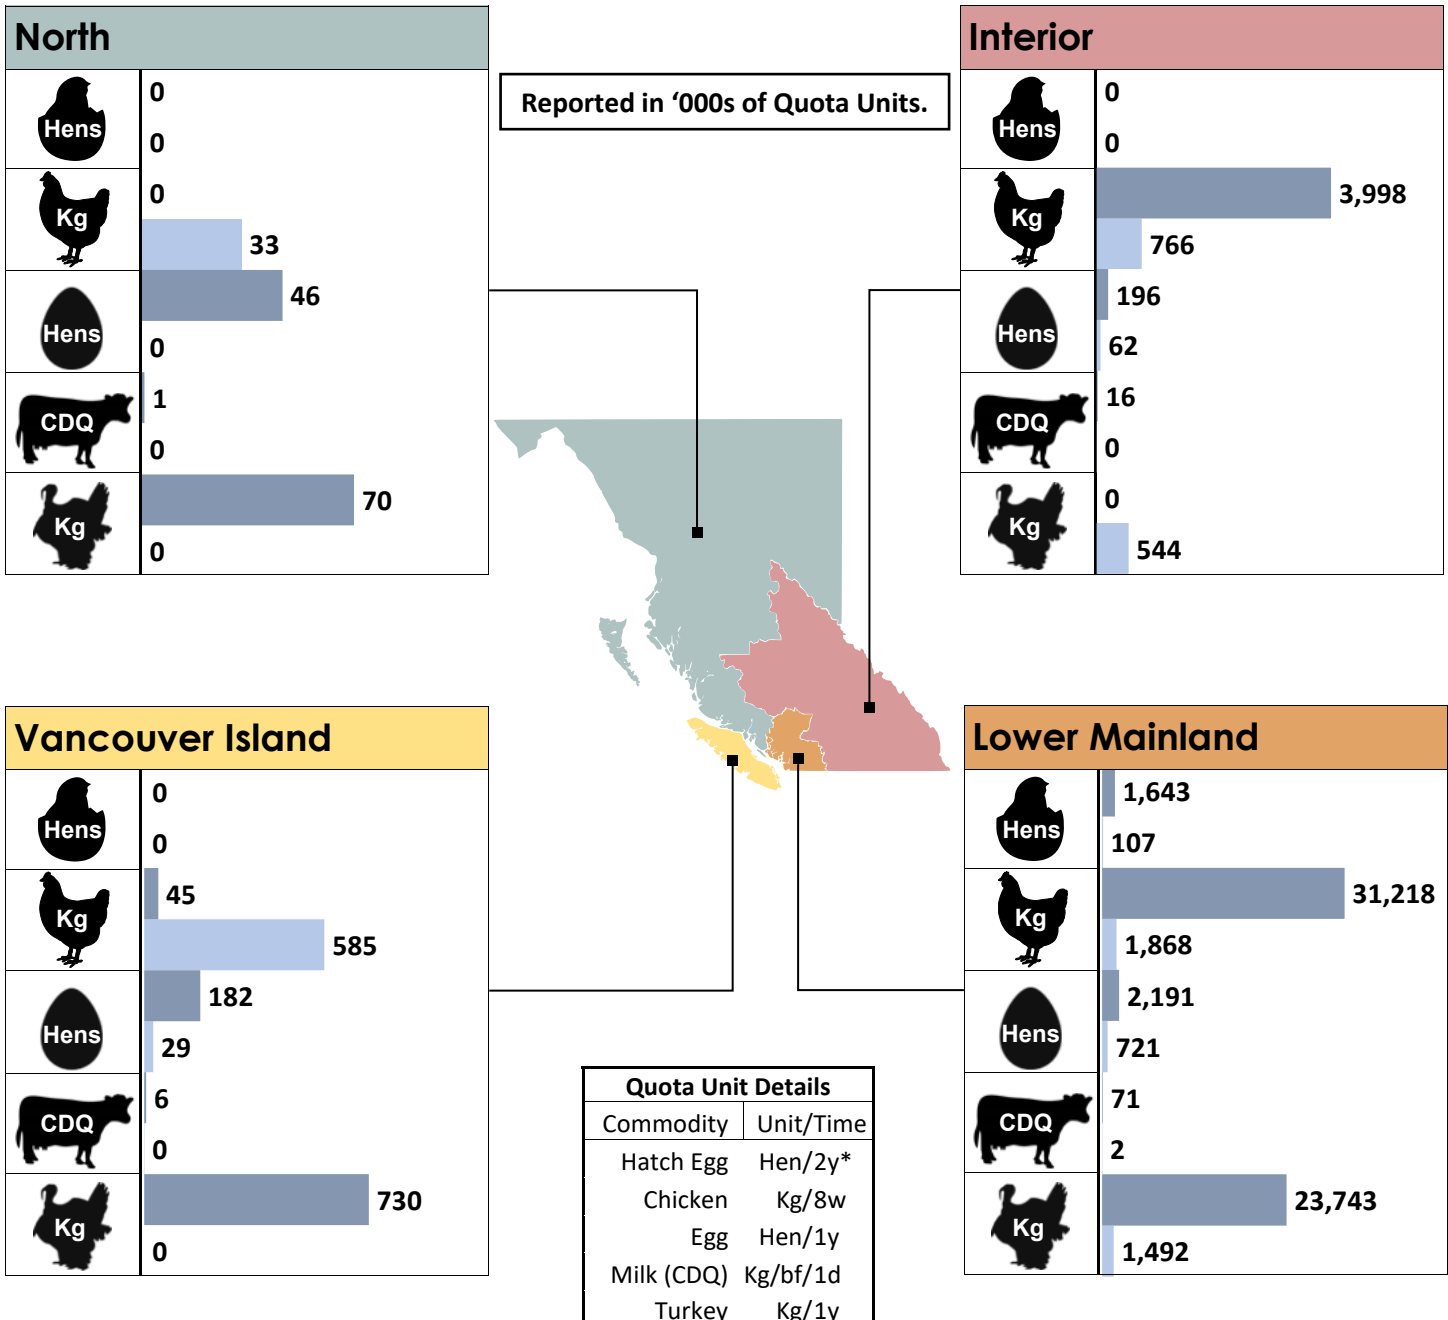 North
Hens
0
0
Kg
0
33
Hens
46
0
CDQ
1
0
Kg
70
0
Reported in ‘000s of Quota Units.
Interior
Hens
0
0
Kg
3,998
766
Hens
196
62
CDQ
16
0
Kg
0
544
Vancouver Island
Hens
0
0
Kg
45
585
Hens
182
29
CDQ
6
0
Kg
730
0
Lower Mainland
Hens
1,643
107
Kg
31,218
1,868
Hens
2,191
721
CDQ
71
2
Kg
23,743
1,492
Quota Unit Details
Commodity Unit/Time
Hatch Egg Hen/2y*
Chicken Kg/8w
Egg Hen/1y
Milk (CDQ) Kg/bf/1d
Turkey Kg/1y